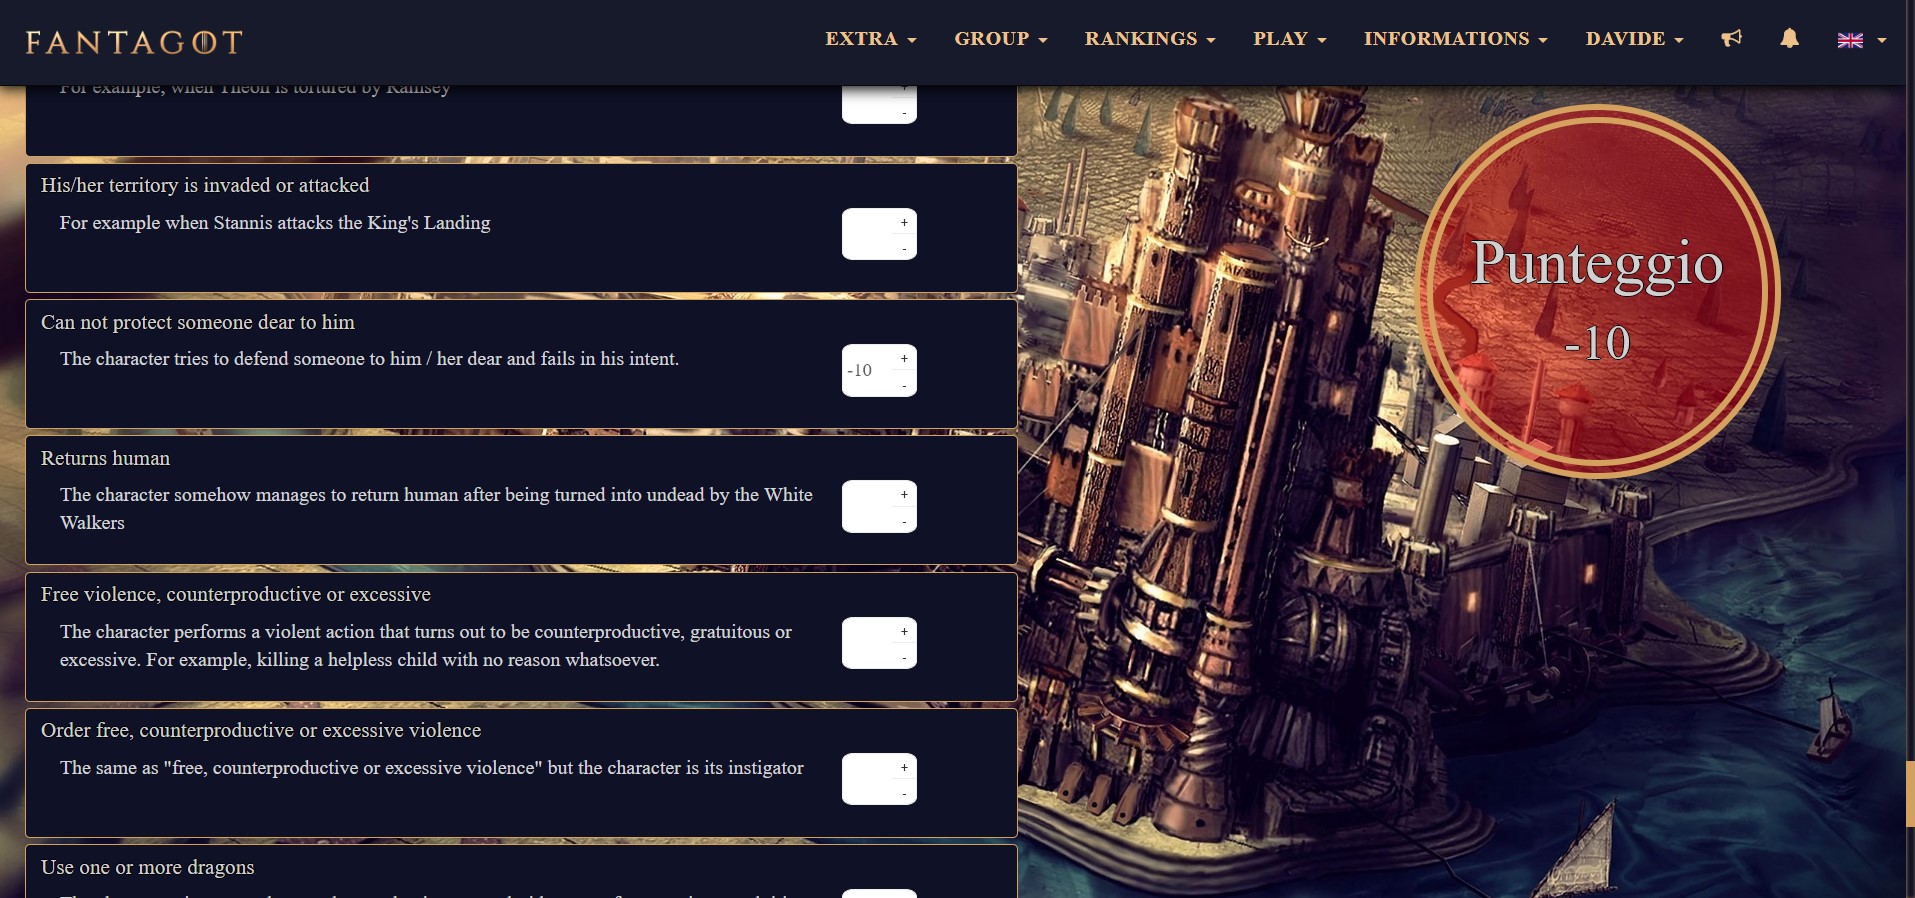 FANTAGOT
EXTRA GROUP RANKINGS PLAY INFORMATIONS DAVIDE
For example, when Theon is tortured by Ramsey
+
-
His/her territory is invaded or attacked
For example when Stannis attacks the King's Landing
+
-
Can not protect someone dear to him
The character tries to defend someone to him / her dear and fails in his intent.
+
-10
-
Returns human
The character somehow manages to return human after being turned into undead by the White
Walkers
+
-
Free violence, counterproductive or excessive
The character performs a violent action that turns out to be counterproductive, gratuitous or
excessive. For example, killing a helpless child with no reason whatsoever.
+
-
Order free, counterproductive or excessive violence
The same as "free, counterproductive or excessive violence" but the character is its instigator
+
-
Use one or more dragons
Punteggio
-10